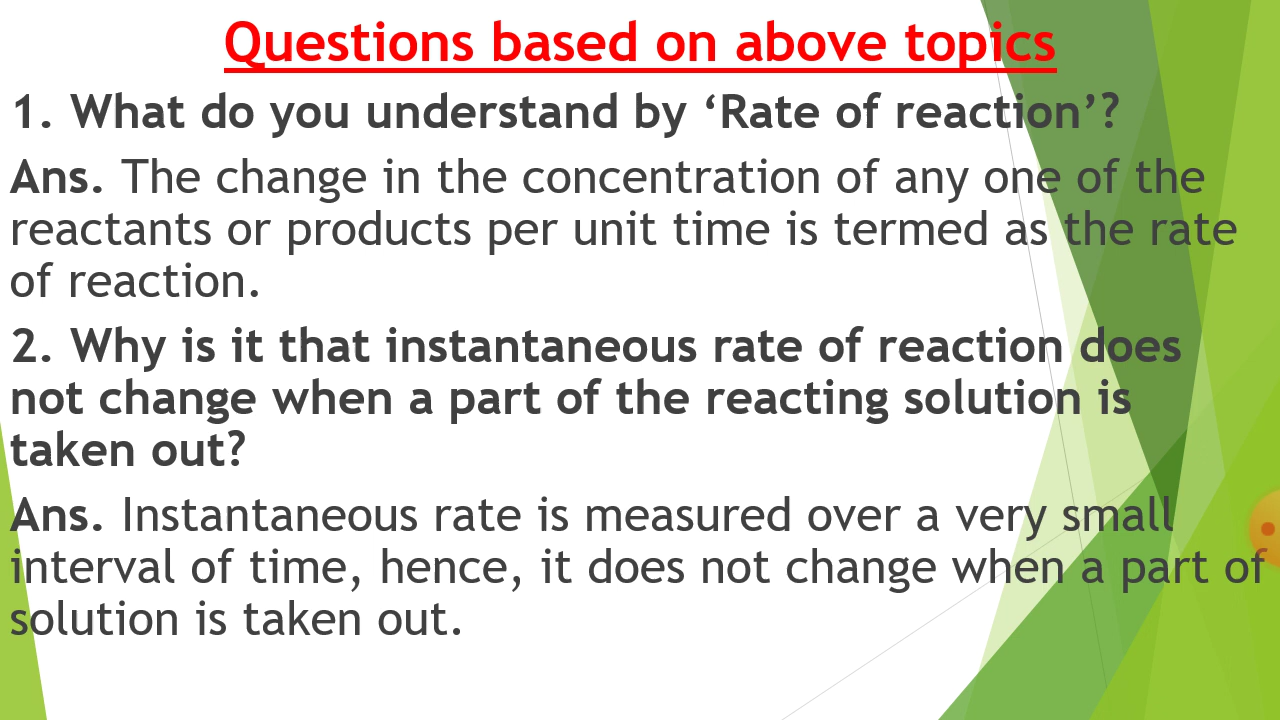 Questions based on above topics
1. What do you understand by ‘Rate of reaction’?
Ans. The change in the concentration of any one of the
reactants or products per unit time is termed as the rate
of reaction.
2. Why is it that instantaneous rate of reaction does
not change when a part of the reacting solution is
taken out?
Ans. Instantaneous rate is measured over a very small
interval of time, hence, it does not change when a part of
solution is taken out.